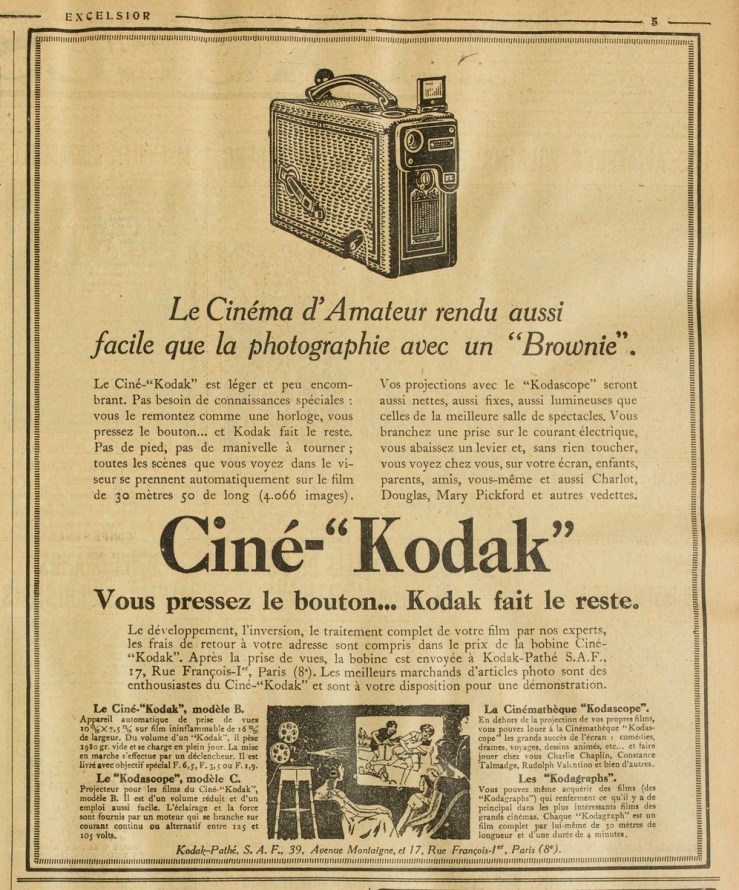 EXCELSIOR
5
Le Cinéma d'Amateur rendu aussi
facile que la photographie avec un “Brownie”.
Le Ciné-“Kodak” est léger et peu encom-
brant. Pas besoin de connaissances spéciales :
vous le remontez comme une horloge, vous
pressez le bouton... et Kodak fait le reste.
Pas de pied, pas de manivelle à tourner ;
toutes les scènes que vous voyez dans le vi-
seur se prennent automatiquement sur le film
de 30 mètres 50 de long (4.066 images).
Vos projections avec le “Kodascope” seront
aussi nettes, aussi fixes, aussi lumineuses que
celles de la meilleure salle de spectacles. Vous
branchez une prise sur le courant électrique,
vous abaissez un levier et, sans rien toucher,
vous voyez chez vous, sur votre écran, enfants,
parents, amis, vous-même et aussi Charlot,
Douglas, Mary Pickford et autres vedettes.
Ciné-“Kodak”
Vous pressez le bouton... Kodak fait le reste.
Le développement, l'inversion, le traitement complet de votre film par nos experts,
les frais de retour à votre adresse sont compris dans le prix de la bobine Ciné-
“Kodak”. Après la prise de vues, la bobine est envoyée à Kodak-Pathé S.A.F.,
17, Rue François-Iᵉʳ, Paris (8ᵉ). Les meilleurs marchands d'articles photo sont des
enthousiastes du Ciné-“Kodak” et sont à votre disposition pour une démonstration.
Le Ciné-“Kodak”, modèle B.
Appareil automatique de prise de vues
10 m/m × 7,5 m/m sur film ininflammable de 16 m/m
de largeur. Du volume d'un “Kodak”, il pèse
1980 gr. vide et se charge en plein jour. La mise
en marche s'effectue par un déclencheur. Il est
livré avec objectif spécial F. 6.5, F. 3,5 ou F. 1,9.
Le “Kodascope”, modèle C.
Projecteur pour les films du Ciné-“Kodak”,
modèle B. Il est d'un volume réduit et d'un
emploi aussi facile. L'éclairage et la force
sont fournis par un moteur qui se branche sur
courant continu ou alternatif entre 125 et
105 volts.
La Cinémathèque “Kodascope”.
En dehors de la projection de vos propres films,
vous pouvez louer à la Cinémathèque “Kodas-
cope” les grands succès de l'écran : comédies,
drames, voyages, dessins animés, etc... et faire
jouer chez vous Charlie Chaplin, Constance
Talmadge, Rudolph Valentino et bien d'autres.
Les “Kodagraphs”.
Vous pouvez même acquérir des films (des
“Kodagraphs”) qui renferment ce qu'il y a de
principal dans les plus intéressants films des
grands cinémas. Chaque “Kodagraph” est un
film complet par lui-même de 30 mètres de
longueur et d'une durée de 4 minutes.
Kodak-Pathé, S. A. F., 39, Avenue Montaigne, et 17, Rue François-Iᵉʳ, Paris (8ᵉ).